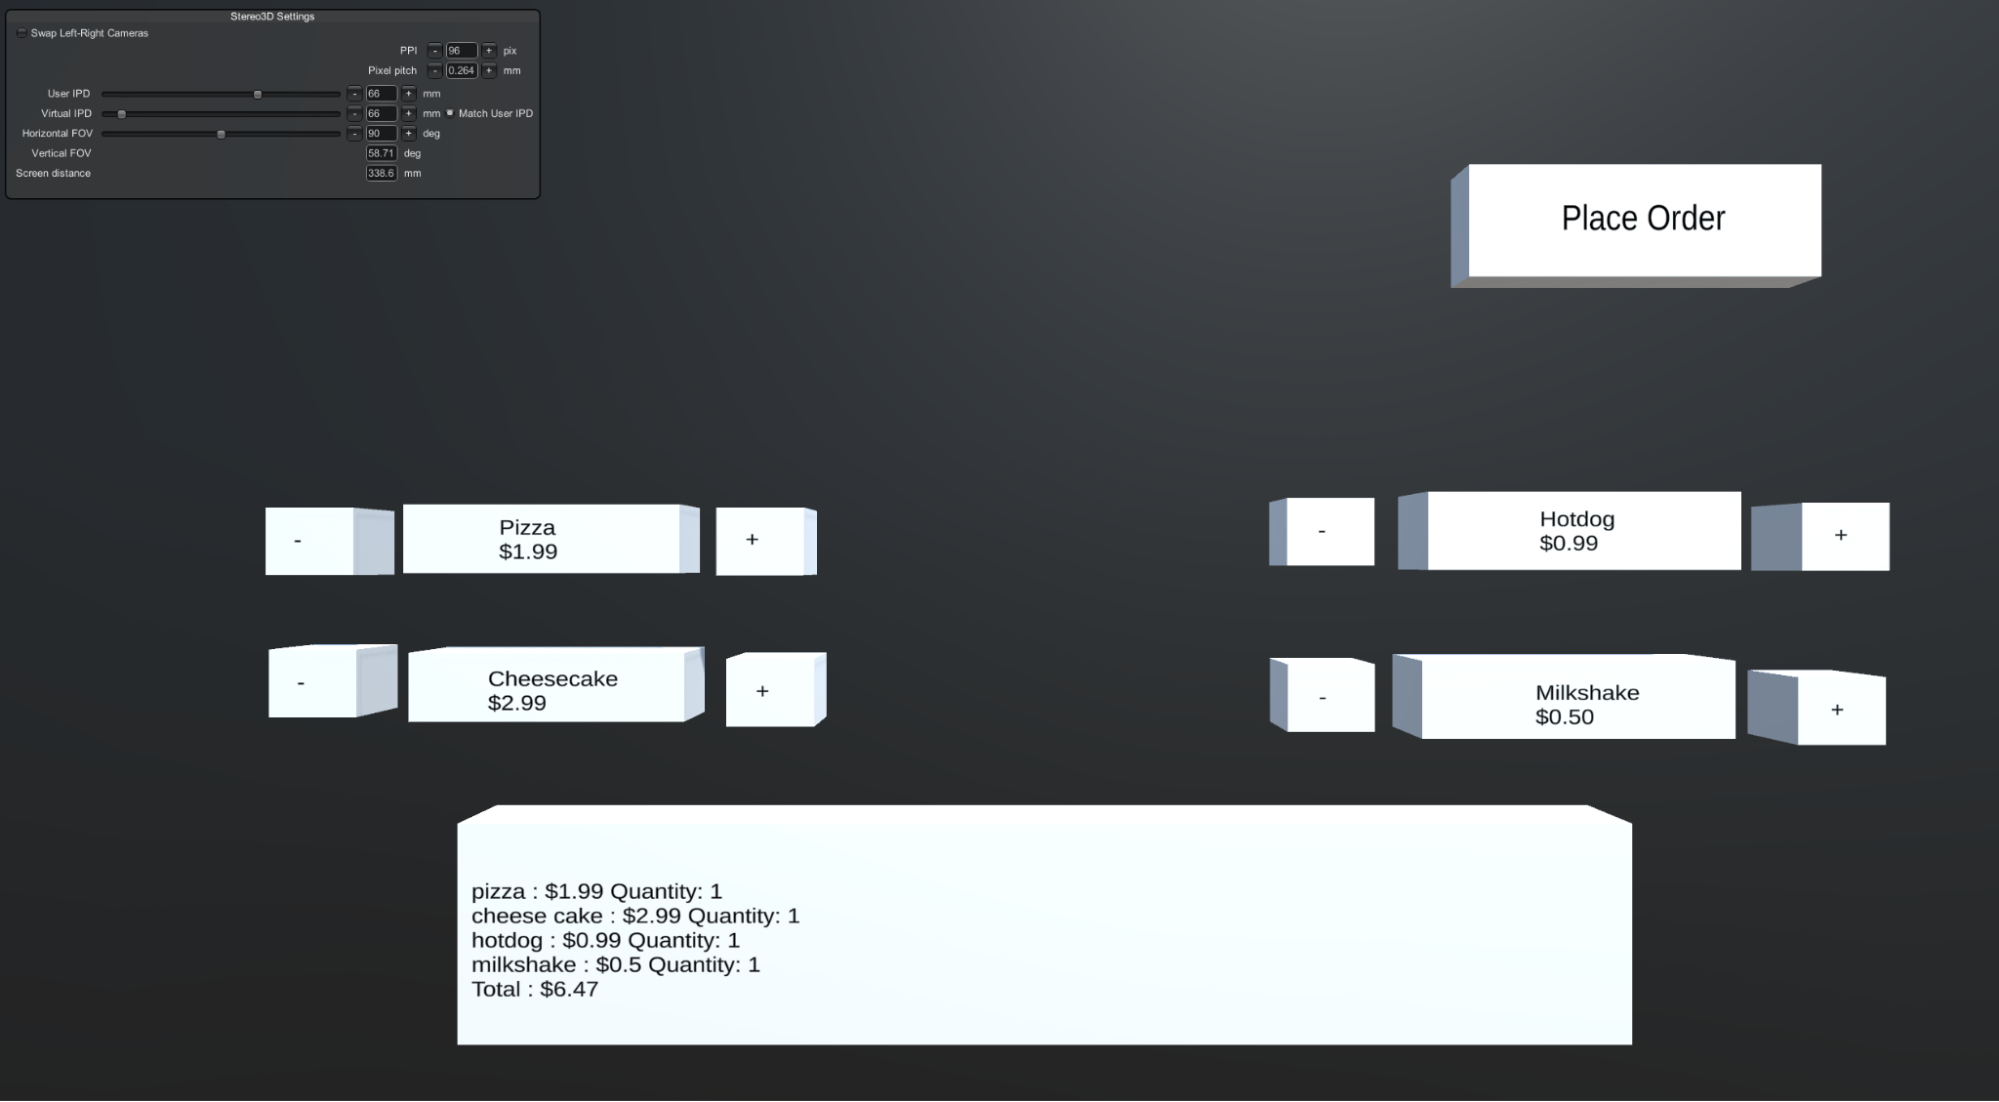 Stereo3D Settings
Swap Left-Right Cameras
PPI - 96 + pix
Pixel pitch - 0.264 + mm
User IPD - 66 + mm
Virtual IPD - 66 + mm Match User IPD
Horizontal FOV - 90 + deg
Vertical FOV 58.71 deg
Screen distance 338.6 mm
Place Order
-
Pizza
$1.99
+
-
Hotdog
$0.99
+
-
Cheesecake
$2.99
+
-
Milkshake
$0.50
+
pizza : $1.99 Quantity: 1
cheese cake : $2.99 Quantity: 1
hotdog : $0.99 Quantity: 1
milkshake : $0.5 Quantity: 1
Total : $6.47